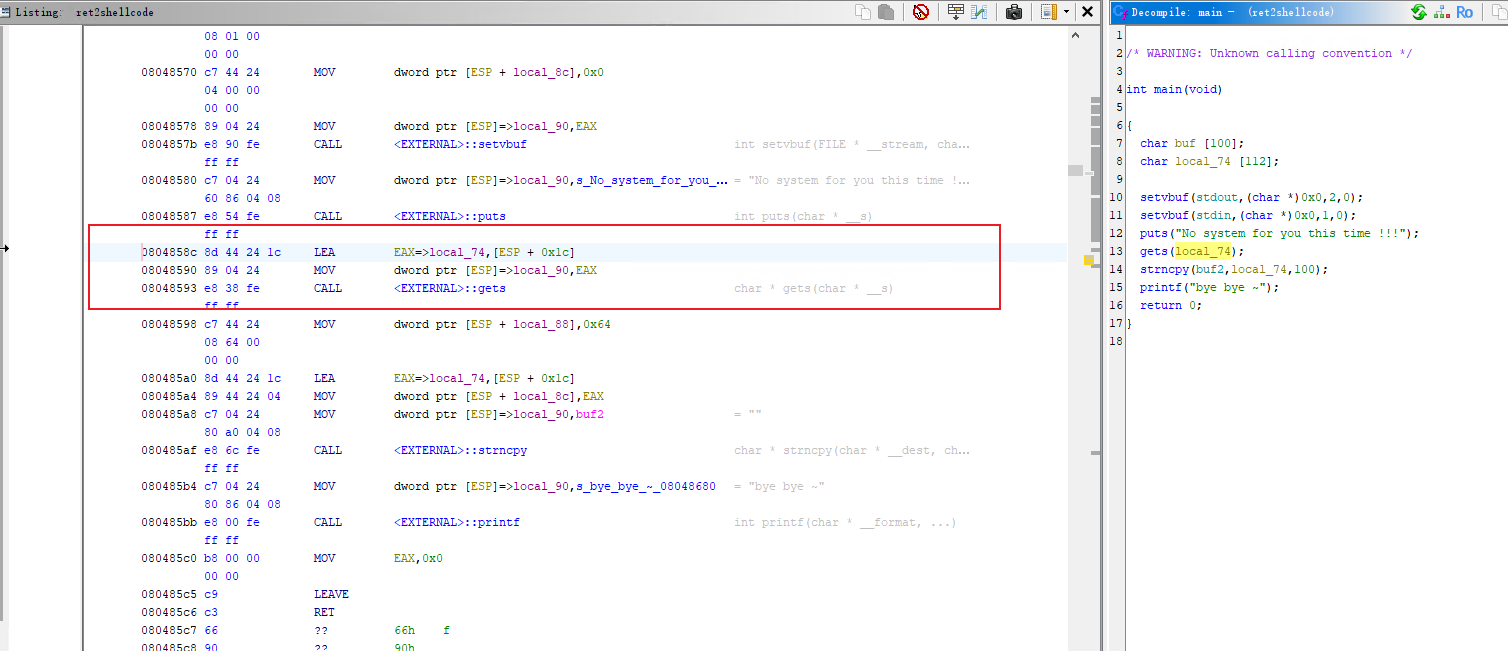 Listing: ret2shellcode
08 01 00
00 00
08048570 c7 44 24 MOV dword ptr [ESP + local_8c],0x0
04 00 00
00 00
08048578 89 04 24 MOV dword ptr [ESP]=>local_90,EAX
0804857b e8 90 fe CALL <EXTERNAL>::setvbuf int setvbuf(FILE * __stream, cha...
ff ff
08048580 c7 04 24 MOV dword ptr [ESP]=>local_90,s_No_system_for_you_... = "No system for you this time !...
60 86 04 08
08048587 e8 54 fe CALL <EXTERNAL>::puts int puts(char * __s)
ff ff
0804858c 8d 44 24 1c LEA EAX=>local_74,[ESP + 0x1c]
08048590 89 04 24 MOV dword ptr [ESP]=>local_90,EAX
08048593 e8 38 fe CALL <EXTERNAL>::gets char * gets(char * __s)
ff ff
08048598 c7 44 24 MOV dword ptr [ESP + local_88],0x64
08 64 00
00 00
080485a0 8d 44 24 1c LEA EAX=>local_74,[ESP + 0x1c]
080485a4 89 44 24 04 MOV dword ptr [ESP + local_8c],EAX
080485a8 c7 04 24 MOV dword ptr [ESP]=>local_90,buf2 = ""
80 a0 04 08
080485af e8 6c fe CALL <EXTERNAL>::strncpy char * strncpy(char * __dest, ch...
ff ff
080485b4 c7 04 24 MOV dword ptr [ESP]=>local_90,s_bye_bye_~_08048680 = "bye bye ~"
80 86 04 08
080485bb e8 00 fe CALL <EXTERNAL>::printf int printf(char * __format, ...)
ff ff
080485c0 b8 00 00 MOV EAX,0x0
00 00
080485c5 c9 LEAVE
080485c6 c3 RET
080485c7 66 ?? 66h f
080485c8 90 ?? 90h
Decompile: main - (ret2shellcode)
Ro
1
2 /* WARNING: Unknown calling convention */
3
4 int main(void)
5
6 {
7 char buf [100];
8 char local_74 [112];
9
10 setvbuf(stdout,(char *)0x0,2,0);
11 setvbuf(stdin,(char *)0x0,1,0);
12 puts("No system for you this time !!!");
13 gets(local_74);
14 strncpy(buf2,local_74,100);
15 printf("bye bye ~");
16 return 0;
17 }
18